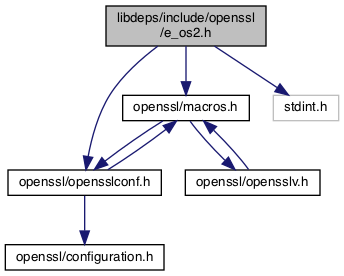 libdeps/include/openssl
/e_os2.h
openssl/macros.h
stdint.h
openssl/opensslconf.h
openssl/opensslv.h
openssl/configuration.h